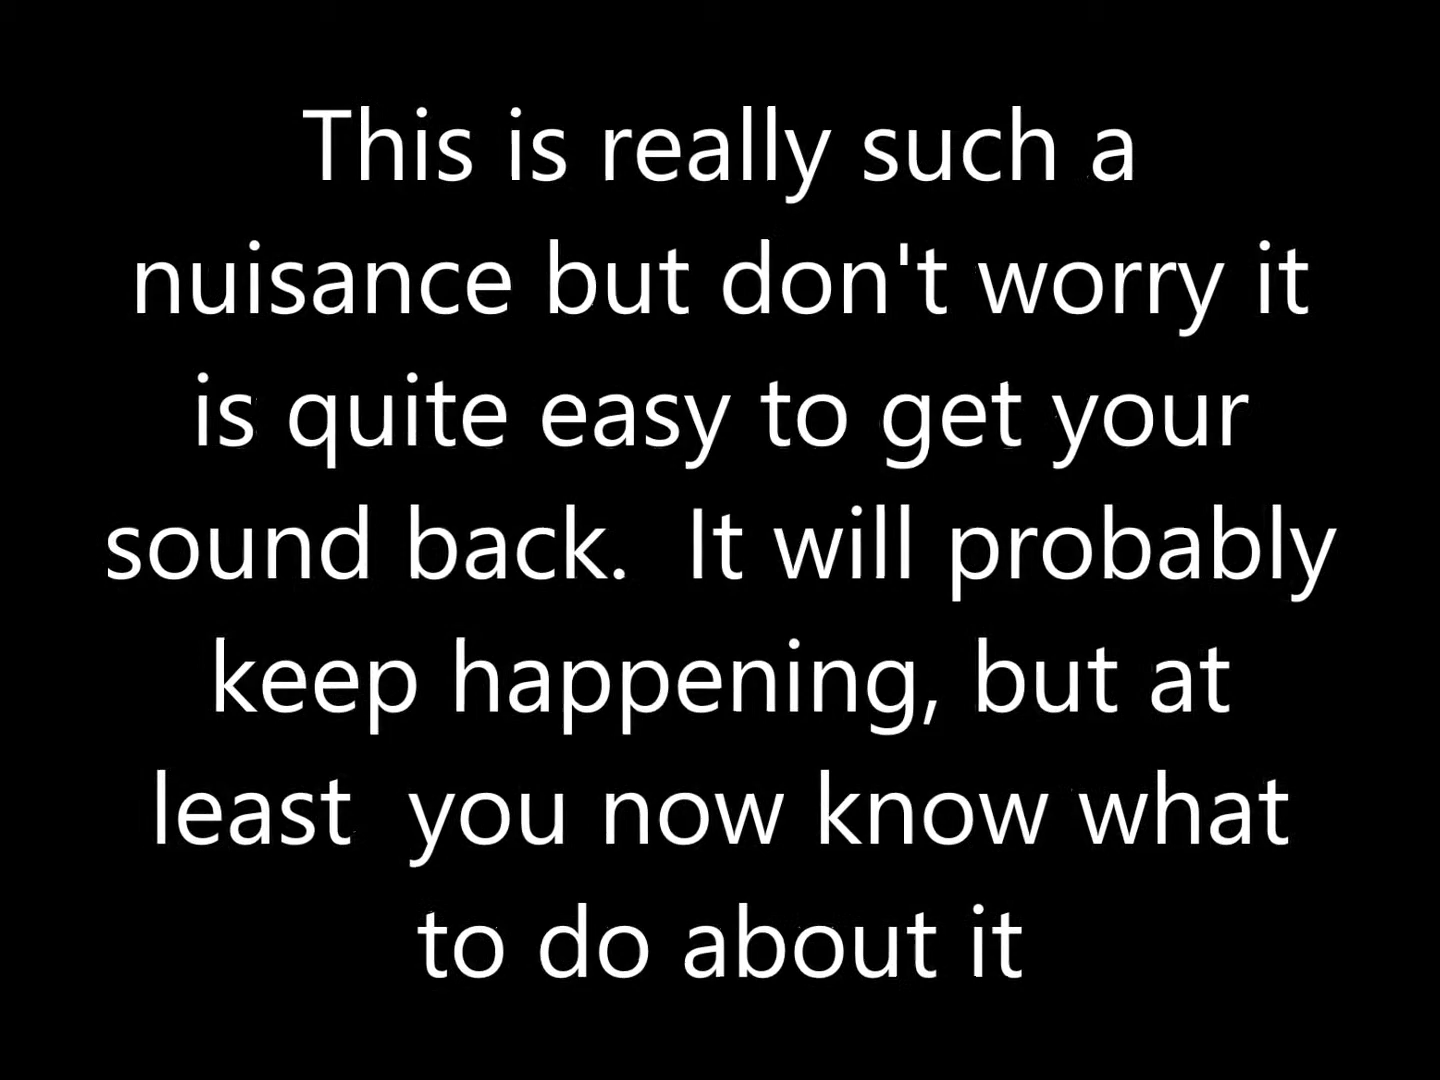 This is really such a
nuisance but don't worry it
is quite easy to get your
sound back.  It will probably
keep happening, but at
least  you now know what
to do about it